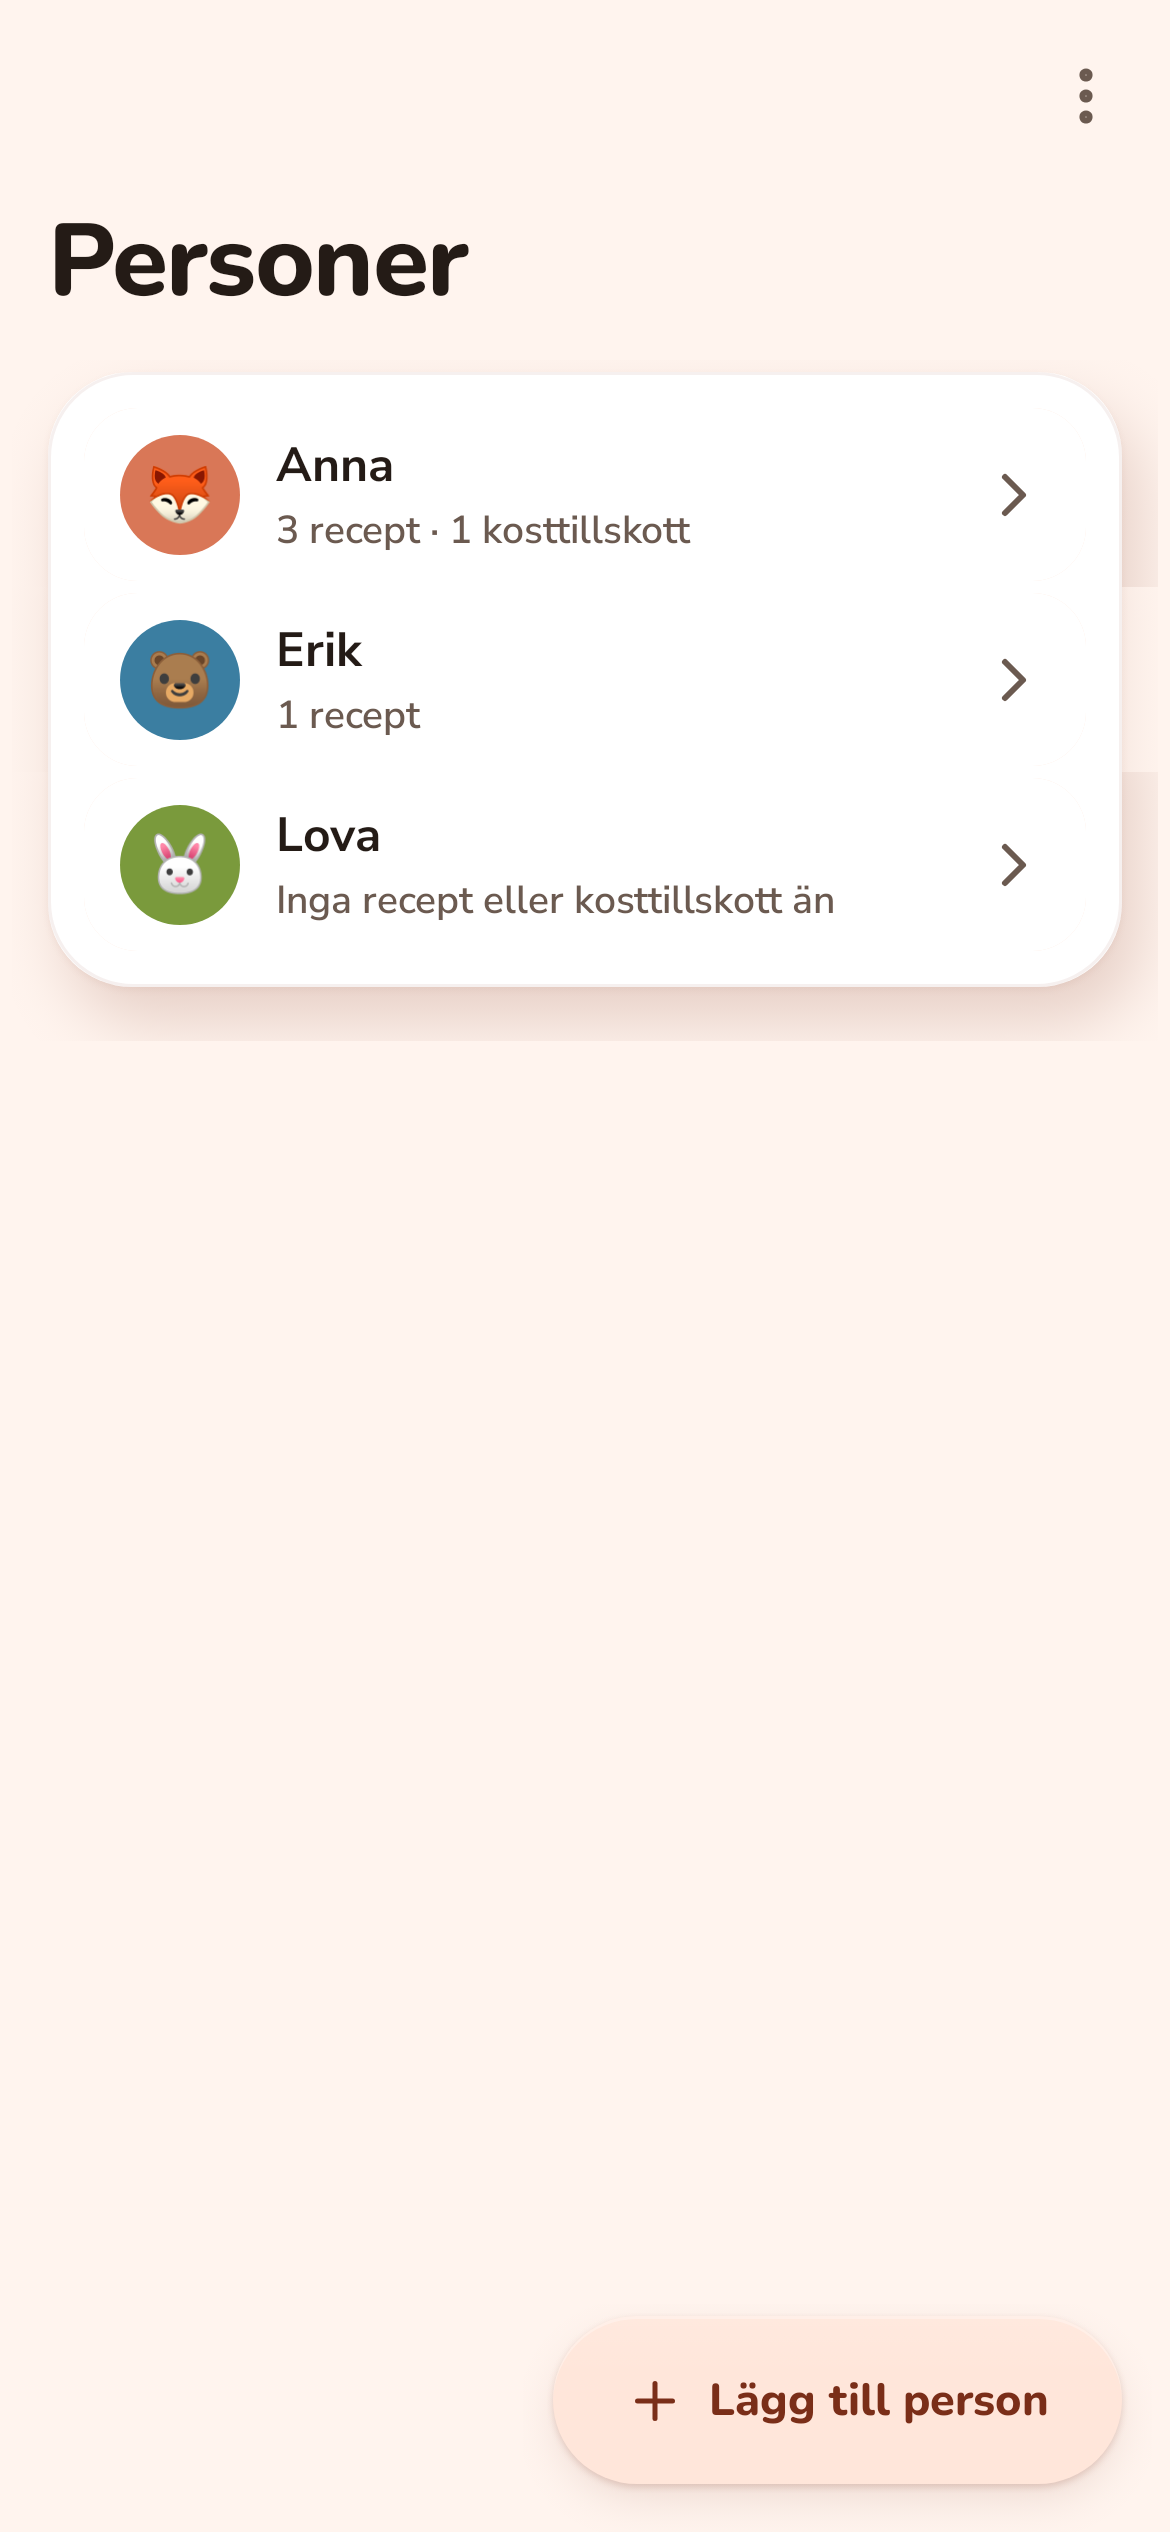 Personer
Anna
3 recept · 1 kosttillskott
Erik
1 recept
Lova
Inga recept eller kosttillskott än
Lägg till person